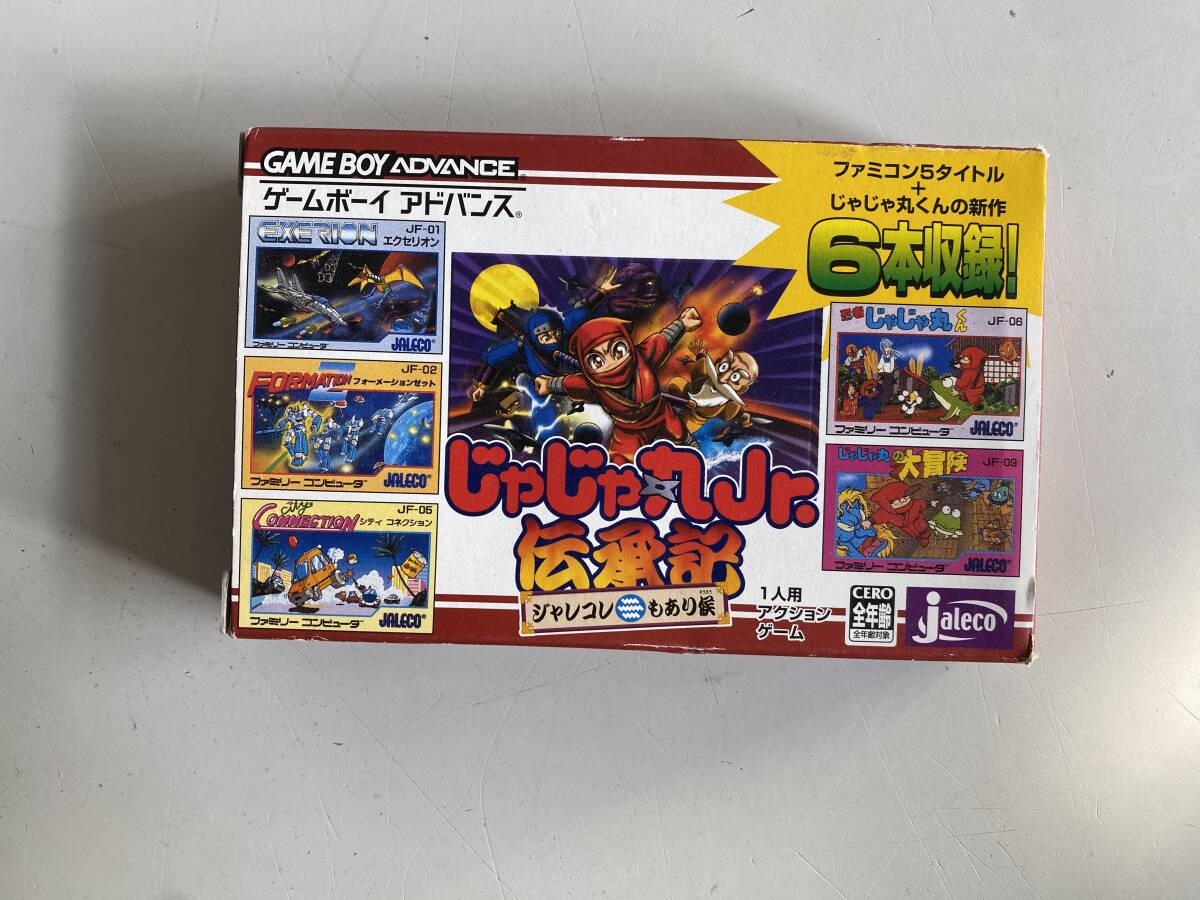 GAME BOY ADVANCE
ゲームボーイ アドバンス®
ファミコン5タイトル
+
じゃじゃ丸くんの新作
6本収録!
EXERION
JF-01
エクセリオン
ファミリーコンピュータ
JALECO®
FORMATION Z
JF-02
フォーメーションゼット
ファミリー コンピュータ
JALECO®
City CONNECTION
JF-05
シティ コネクション
ファミリー コンピュータ
JALECO®
じゃじゃ丸Jr.
伝承記
ジャレコレもあり候
そうろう
忍者じゃじゃ丸くん
JF-06
ファミリー コンピュータ
JALECO®
じゃじゃ丸の大冒険
JF-09
ファミリー コンピュータ
JALECO®
1人用
アクション
ゲーム
CERO
全年齢
全年齢対象
jaleco